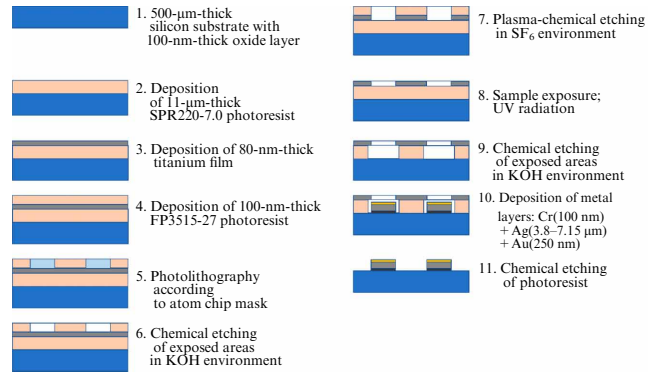 1. 500-μm-thick
silicon substrate with
100-nm-thick oxide layer
2. Deposition
of 11-μm-thick
SPR220-7.0 photoresist
3. Deposition of 80-nm-thick
titanium film
4. Deposition of 100-nm-thick
FP3515-27 photoresist
5. Photolithography
according
to atom chip mask
6. Chemical etching
of exposed areas
in KOH environment
7. Plasma-chemical etching
in SF₆ environment
8. Sample exposure;
UV radiation
9. Chemical etching
of exposed areas
in KOH environment
10. Deposition of metal
layers: Cr(100 nm)
+ Ag(3.8–7.15 μm)
+ Au(250 nm)
11. Chemical etching
of photoresist